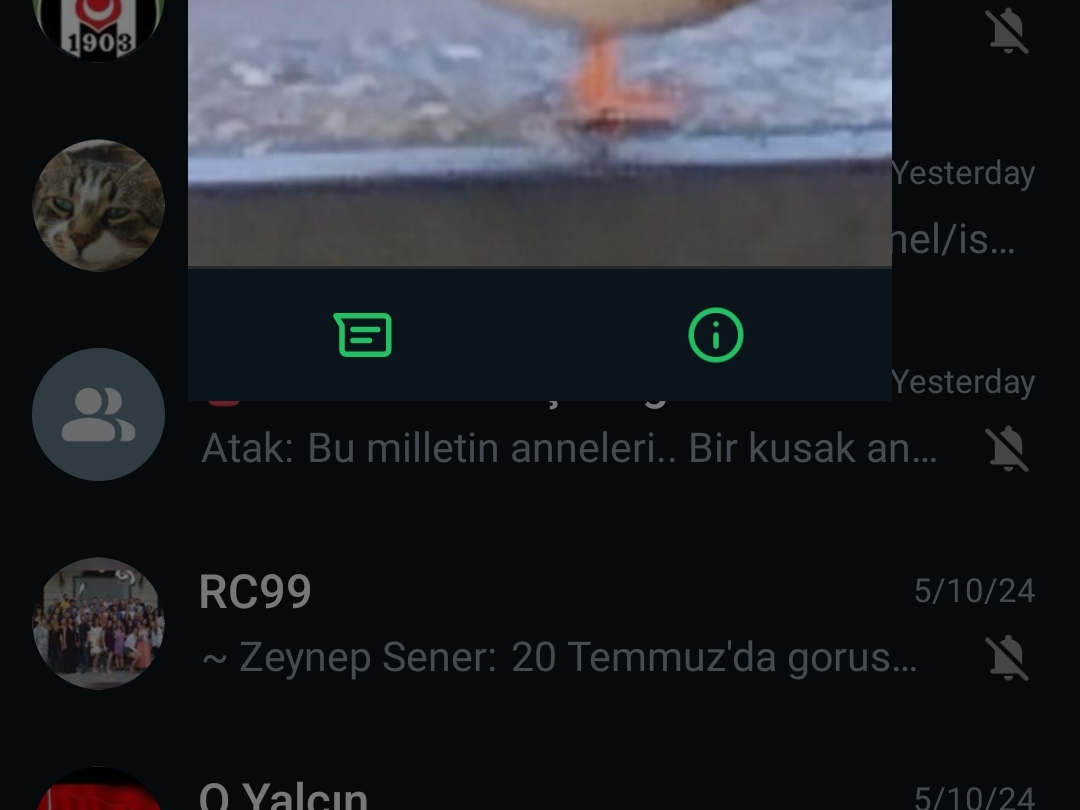 1903
Yesterday
nel/is…
Yesterday
Atak: Bu milletin anneleri.. Bir kusak an…
RC99
5/10/24
~ Zeynep Sener: 20 Temmuz'da gorus…
O Yalçın
5/10/24